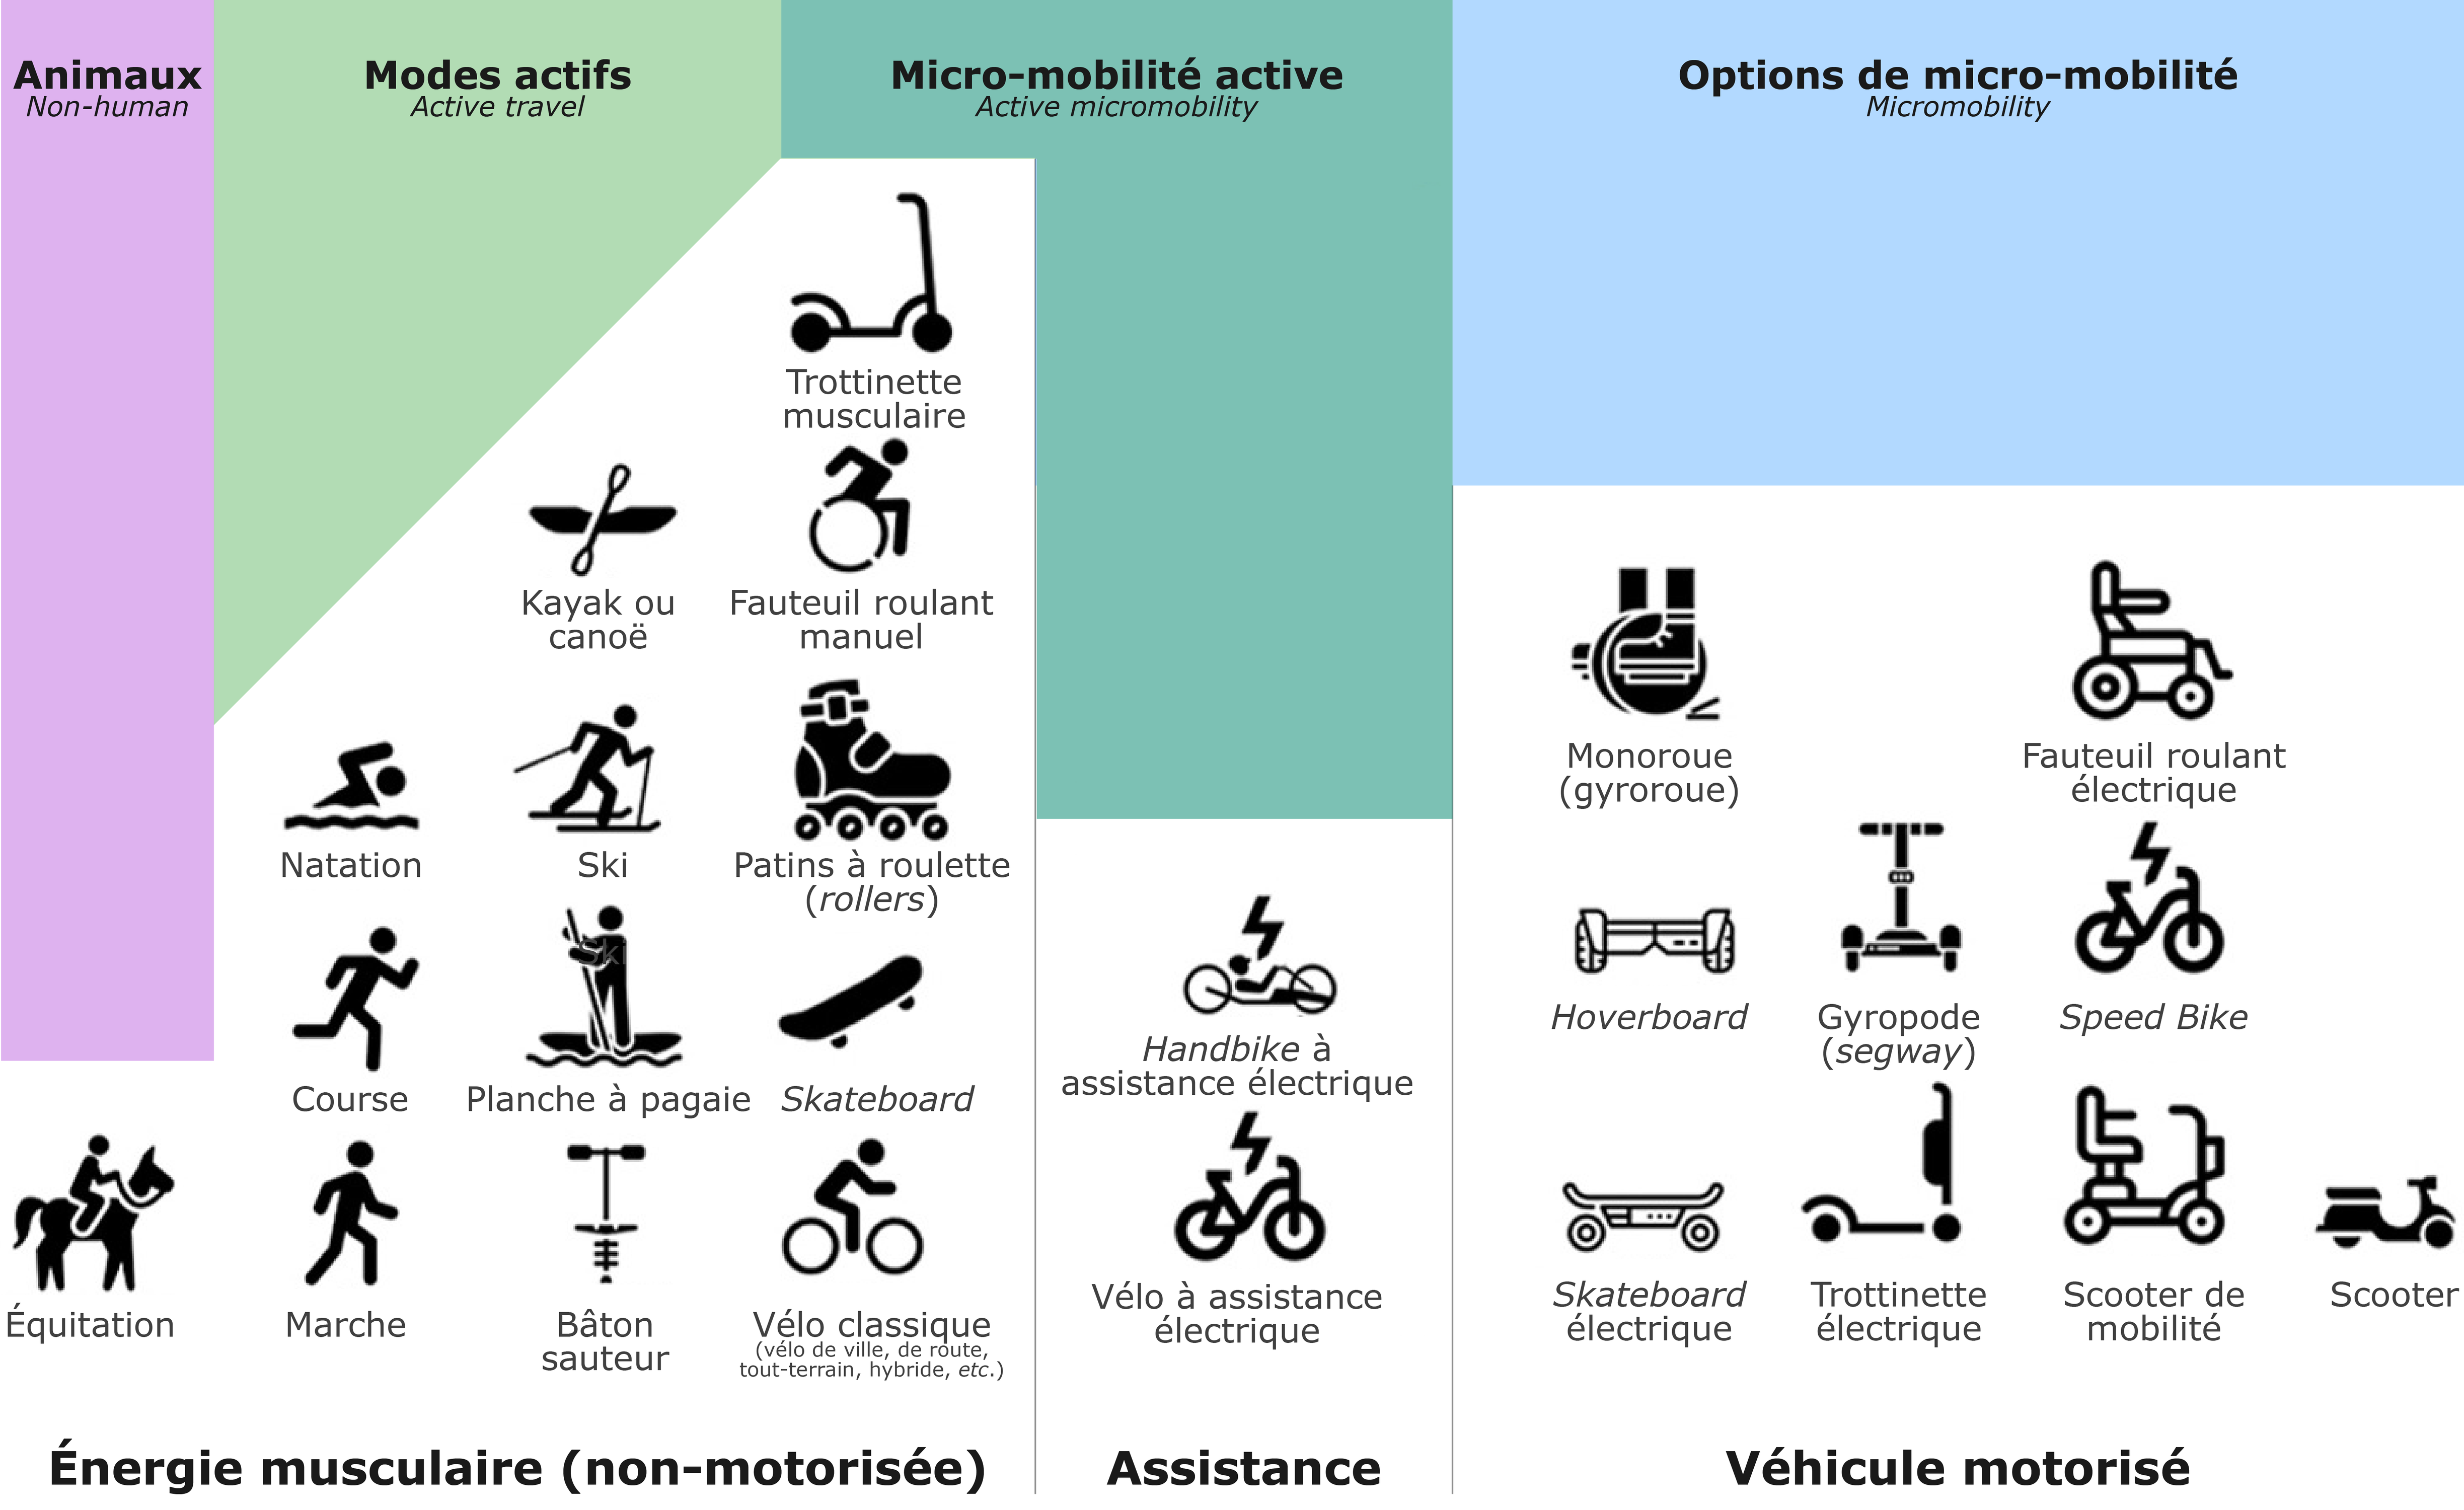 Animaux
Non-human
Modes actifs
Active travel
Micro-mobilité active
Active micromobility
Options de micro-mobilité
Micromobility
Trottinette
musculaire
Kayak ou
canoë
Fauteuil roulant
manuel
Monoroue
(gyroroue)
Fauteuil roulant
électrique
Natation
Ski
Patins à roulette
(rollers)
Ski
Hoverboard
Gyropode
(segway)
Speed Bike
Handbike à
assistance électrique
Course
Planche à pagaie
Skateboard
Équitation
Marche
Bâton
sauteur
Vélo classique
(vélo de ville, de route,
tout-terrain, hybride, etc.)
Vélo à assistance
électrique
Skateboard
électrique
Trottinette
électrique
Scooter de
mobilité
Scooter
Énergie musculaire (non-motorisée)
Assistance
Véhicule motorisé